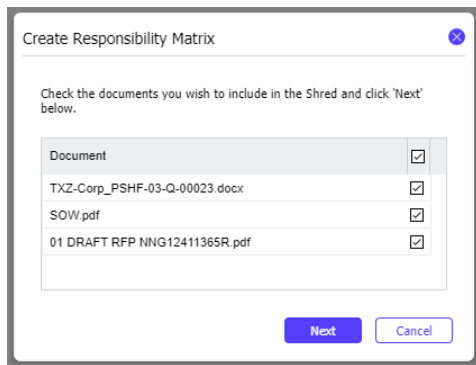 Create Responsibility Matrix
Check the documents you wish to include in the Shred and click 'Next'
below.
Document
TXZ-Corp_PSHF-03-Q-00023.docx
SOW.pdf
01 DRAFT RFP NNG12411365R.pdf
Next Cancel